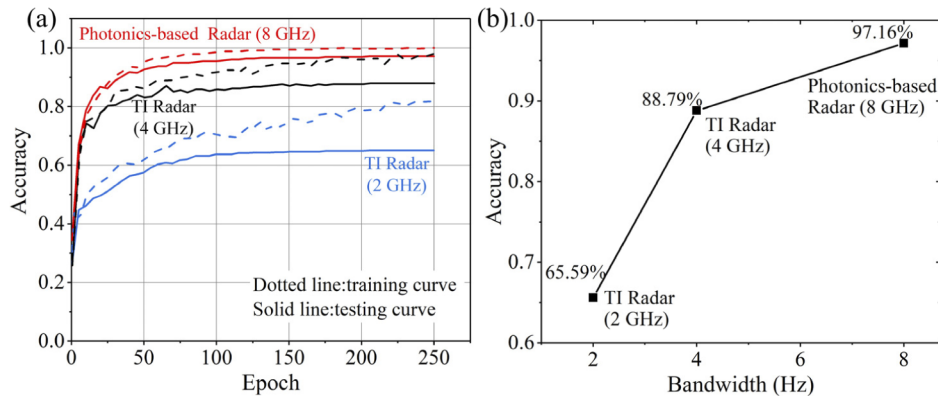 (a)
Photonics-based Radar (8 GHz)
TI Radar
(4 GHz)
TI Radar
(2 GHz)
Dotted line:training curve
Solid line:testing curve
1.0
0.8
0.6
0.4
0.2
0.0
0 50 100 150 200 250
Accuracy
Epoch
(b)
97.16%
Photonics-based
Radar (8 GHz)
88.79%
TI Radar
(4 GHz)
65.59%
TI Radar
(2 GHz)
1.0
0.9
0.8
0.7
0.6
2 4 6 8
Accuracy
Bandwidth (Hz)